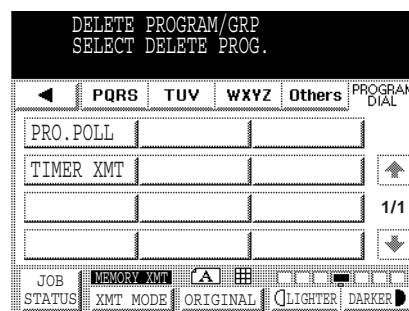 DELETE PROGRAM/GRP
SELECT DELETE PROG.
PQRS TUV WXYZ Others PROGRAM DIAL
PRO.POLL
TIMER XMT
1/1
JOB STATUS
MEMORY XMT A
XMT MODE ORIGINAL LIGHTER DARKER